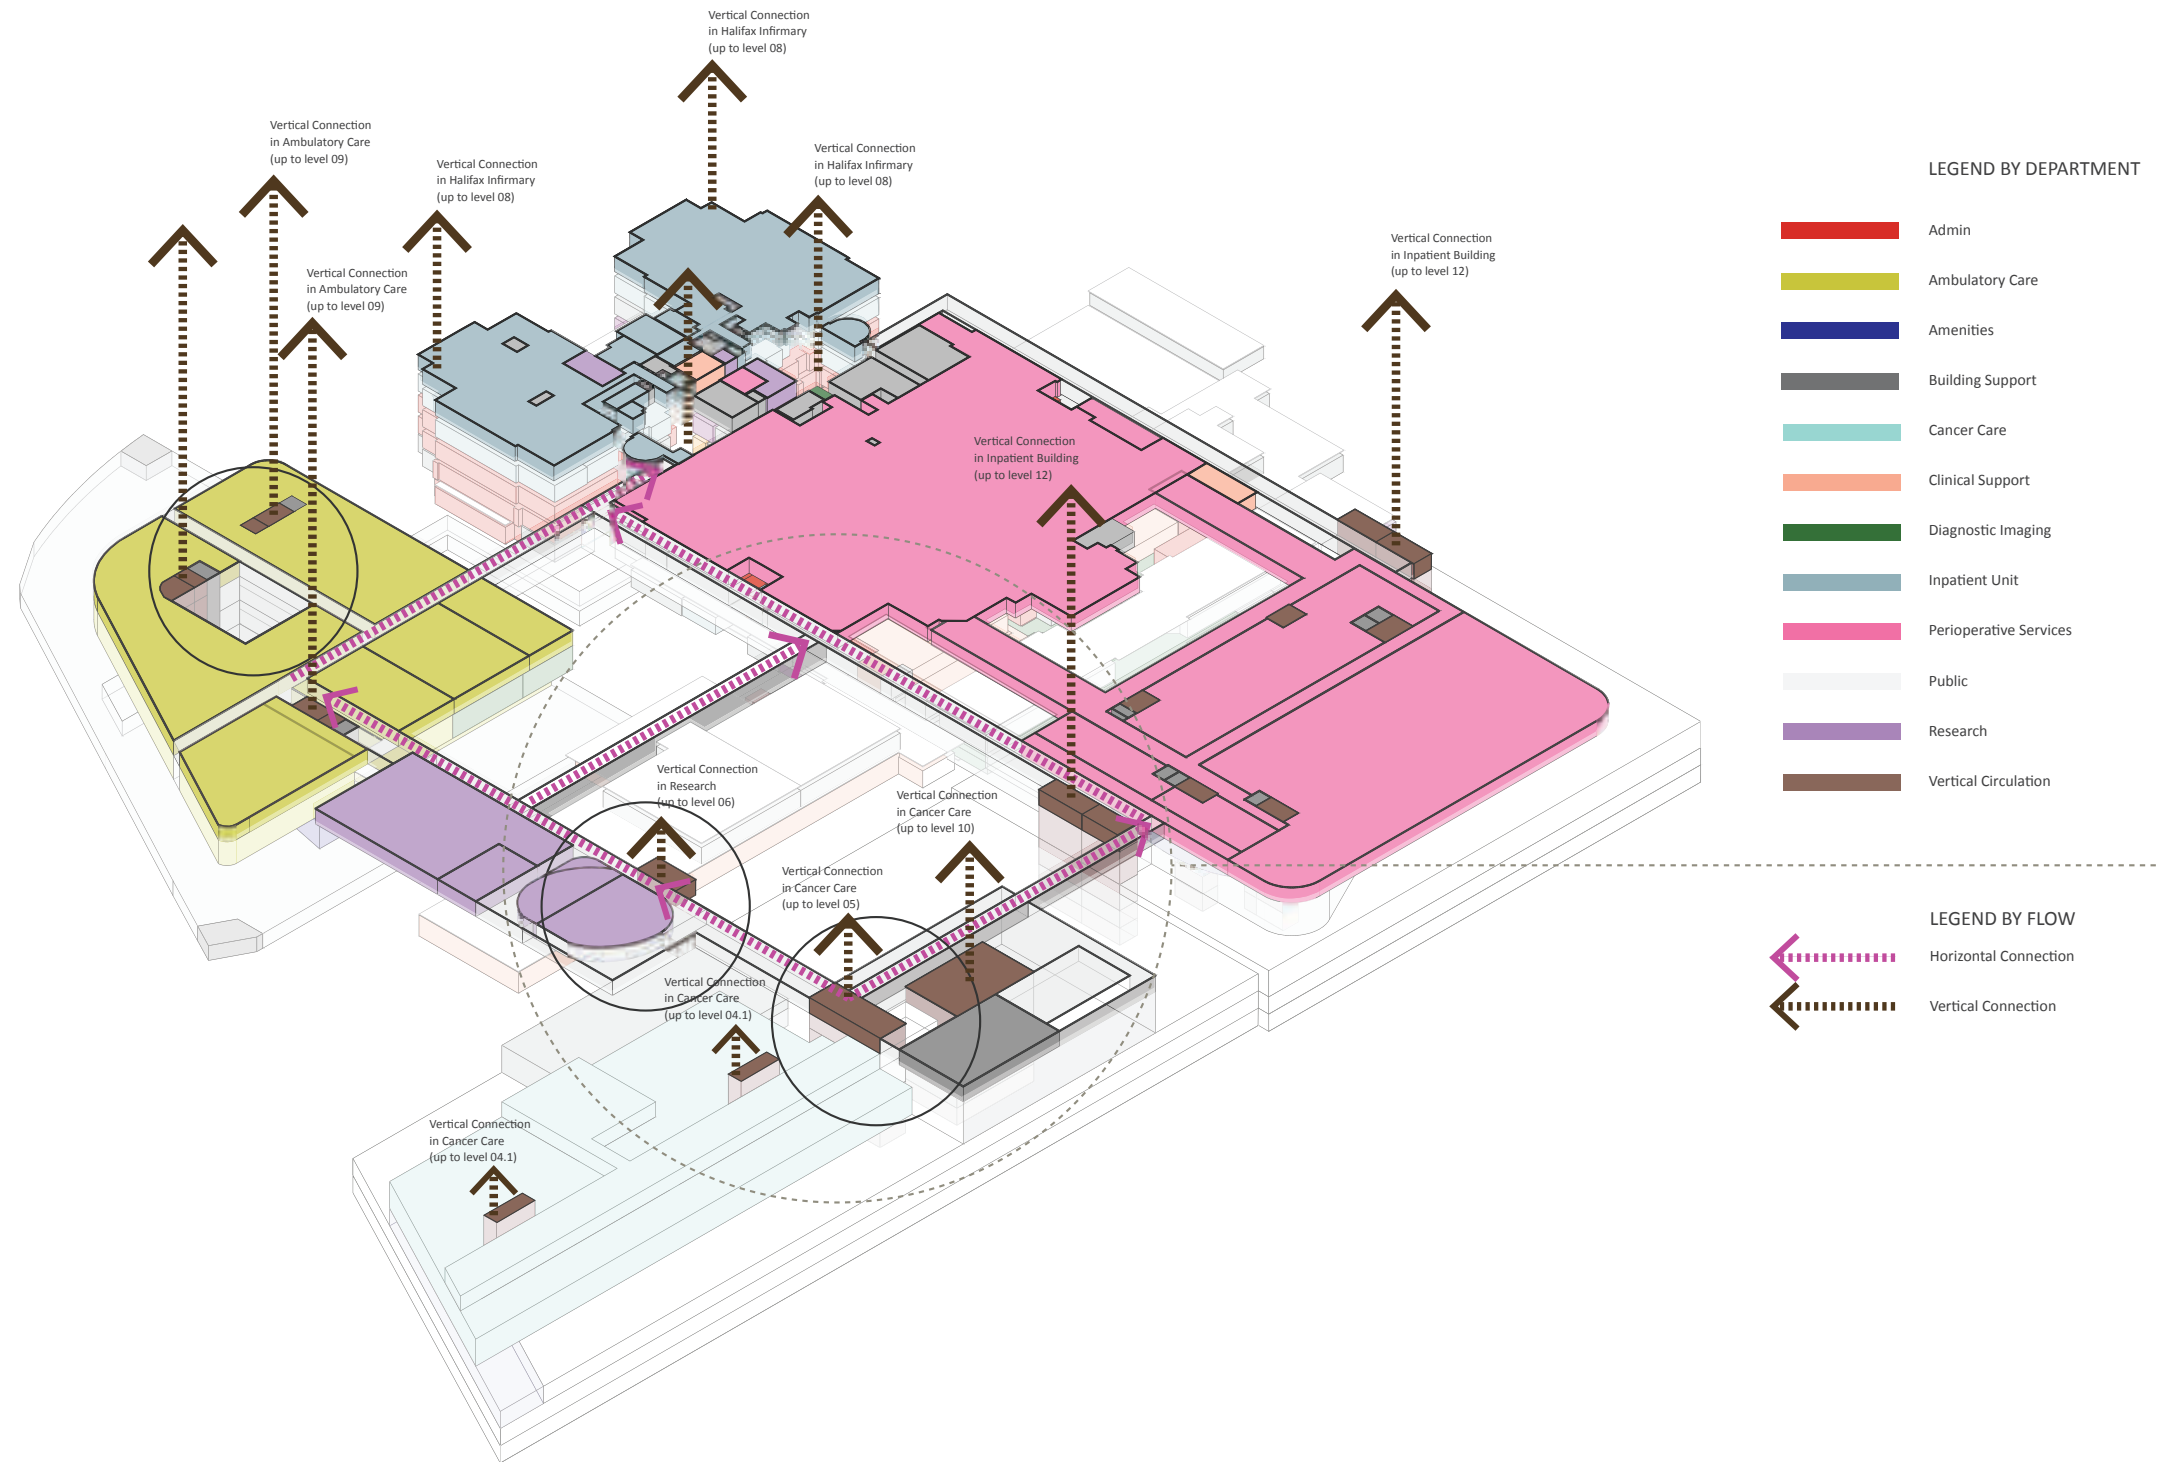 Vertical Connection
in Halifax Infirmary
(up to level 08)
Vertical Connection
in Ambulatory Care
(up to level 09)
Vertical Connection
in Halifax Infirmary
(up to level 08)
Vertical Connection
in Halifax Infirmary
(up to level 08)
Vertical Connection
in Ambulatory Care
(up to level 09)
Vertical Connection
in Inpatient Building
(up to level 12)
Vertical Connection
in Inpatient Building
(up to level 12)
Vertical Connection
in Research
(up to level 06)
Vertical Connection
in Cancer Care
(up to level 10)
Vertical Connection
in Cancer Care
(up to level 05)
Vertical Connection
in Cancer Care
(up to level 04.1)
Vertical Connection
in Cancer Care
(up to level 04.1)
LEGEND BY DEPARTMENT
Admin
Ambulatory Care
Amenities
Building Support
Cancer Care
Clinical Support
Diagnostic Imaging
Inpatient Unit
Perioperative Services
Public
Research
Vertical Circulation
LEGEND BY FLOW
Horizontal Connection
Vertical Connection